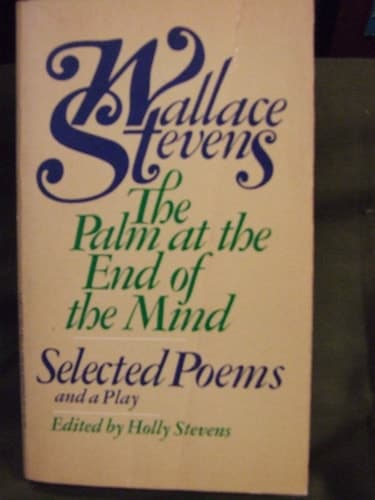 Wallace
Stevens
The
Palm at the
End of
the Mind
Selected Poems
and a Play
Edited by Holly Stevens